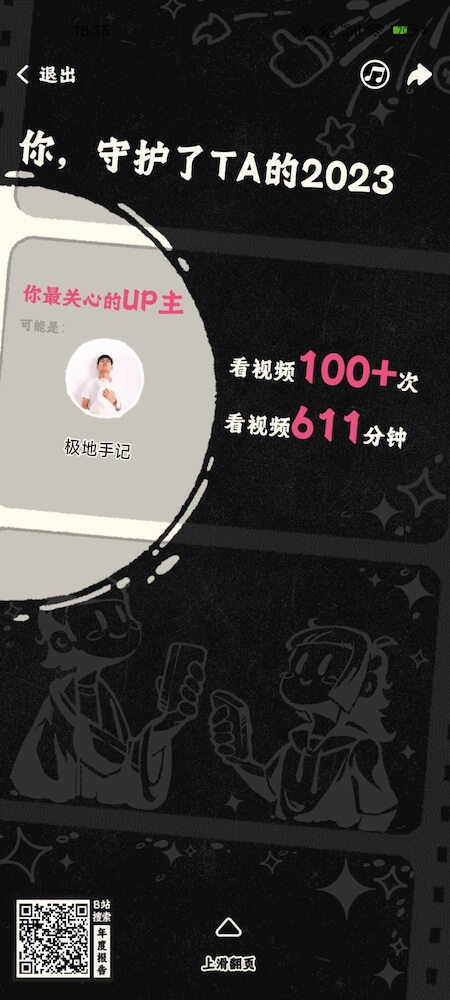 18:13
退出
你，守护了TA的2023
你最关心的UP主
可能是：
极地手记
看视频100+次
看视频611分钟
B站
搜索
年度报告
上滑翻页